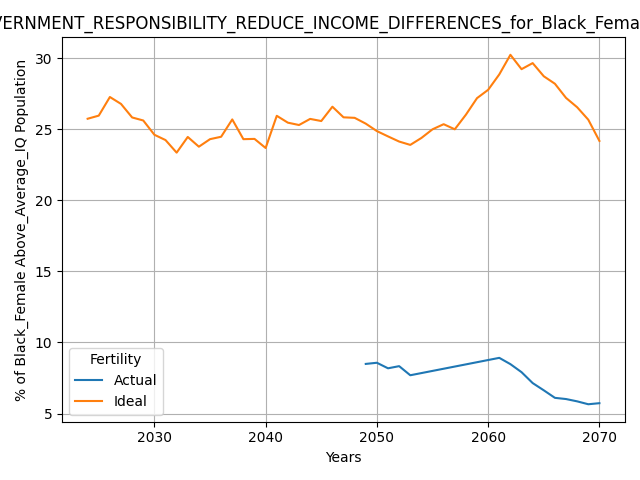 VERNMENT_RESPONSIBILITY_REDUCE_INCOME_DIFFERENCES_for_Black_Fema
% of Black_Female Above_Average_IQ Population
30
25
20
15
10
5
Fertility
Actual
Ideal
2030 2040 2050 2060 2070
Years